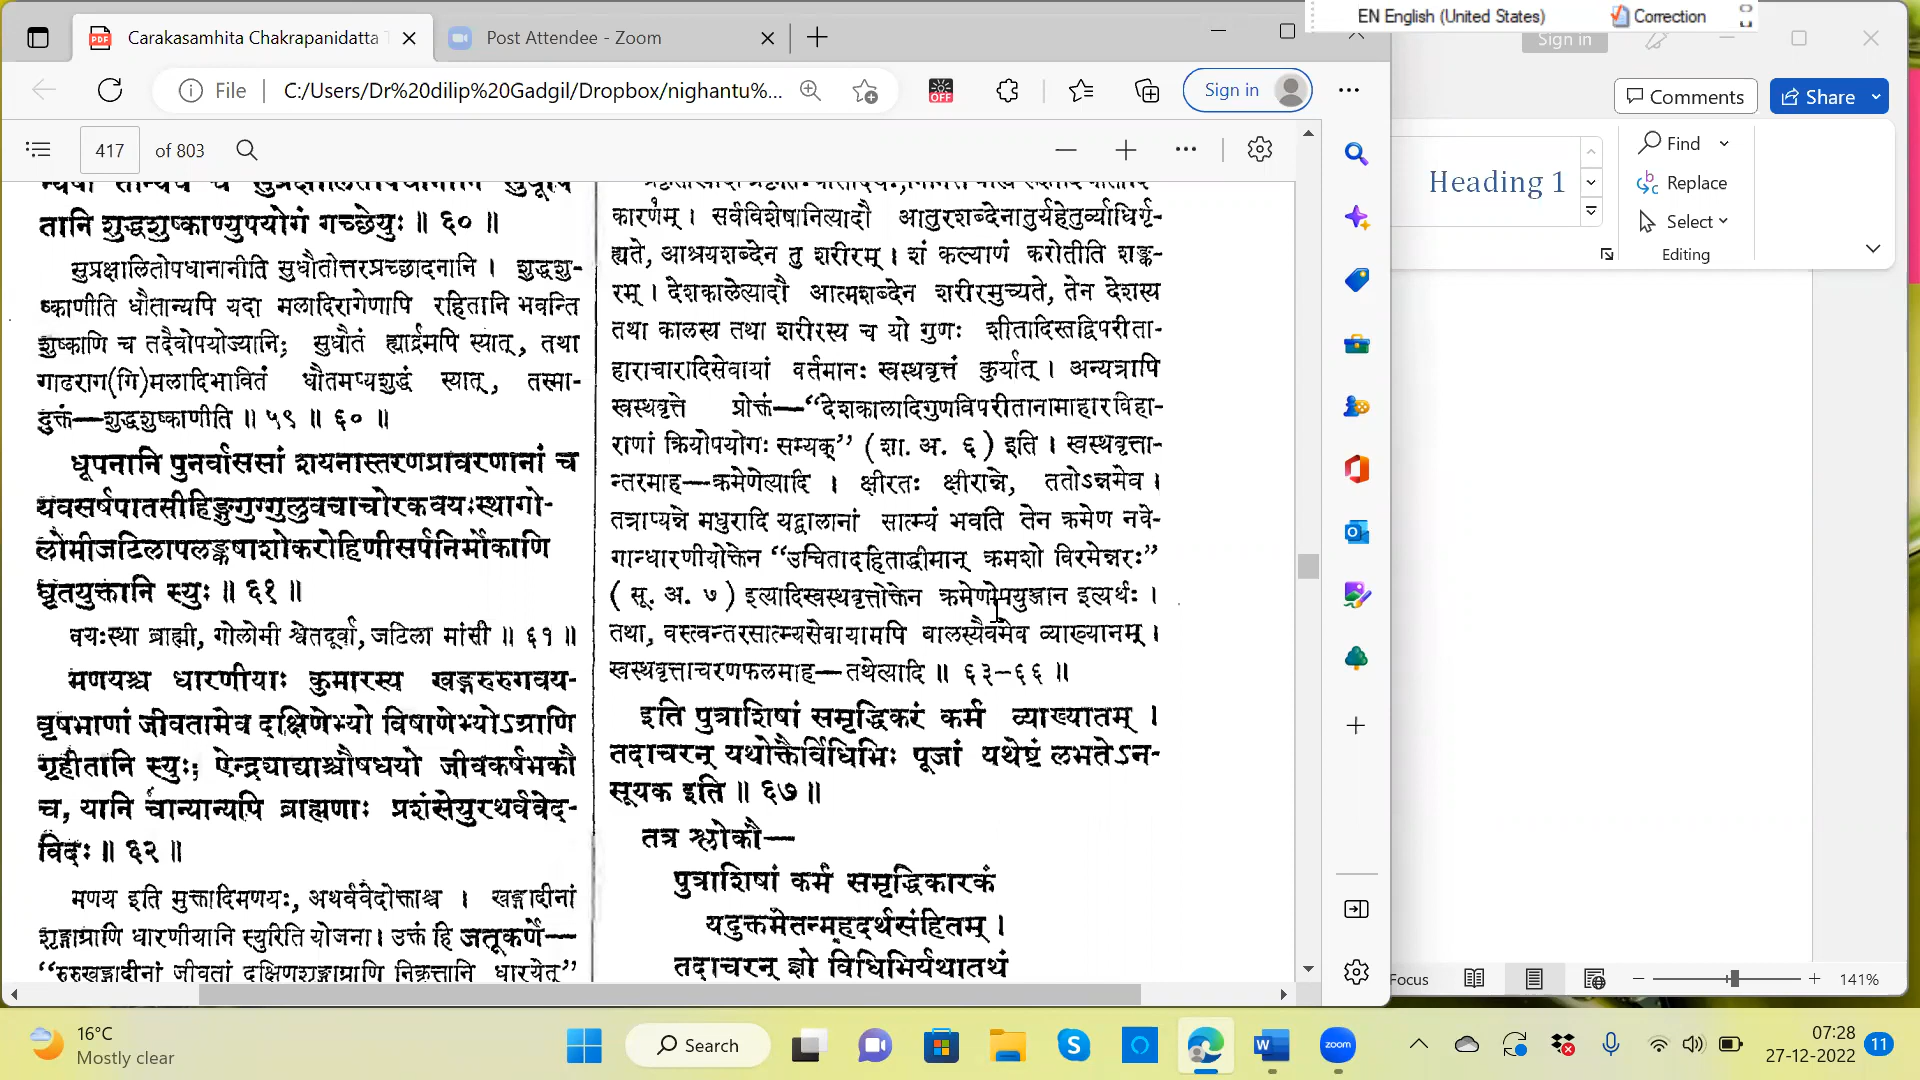 EN English (United States)
Correction
Carakasamhita Chakrapanidatta
Post Attendee - Zoom
Sign in
File
C:/Users/Dr%20dilip%20Gadgil/Dropbox/nighantu%...
OFF
Sign in
Comments
Share
417 of 803
Heading 1
Find
Replace
Select
Editing
तानि शुद्धशुष्काण्युपयोगं गच्छेयुः ॥ ६० ॥
सुप्रक्षालितोपधानानीति सुधौतोत्तरप्रच्छादनानि । शुद्धशु-
ष्काणीति धौतान्यपि यदा मलादिरागेणापि रहितानि भवन्ति
शुष्काणि च तदैवोपयोज्यानि; सुधौतं ह्यार्द्रमपि स्यात्, तथा
गाढराग(गि)मलादिभावितं धौतमप्यशुद्धं स्यात्, तस्मा-
दुक्तं—शुद्धशुष्काणीति ॥ ५९ ॥ ६० ॥
धूपनानि पुनर्वाससां शयनास्तरणप्रावरणानां च
यवसर्षपातसीहिङ्गुगुग्गुलुवचाचोरकवयःस्थागो-
लोमीजटिलापलङ्कषाशोकरोहिणीसर्पनिर्मोकाणि
घृतयुक्तानि स्युः ॥ ६१ ॥
वयःस्था ब्राह्मी, गोलोमी श्वेतदूर्वा, जटिला मांसी ॥ ६१ ॥
मणयश्च धारणीयाः कुमारस्य खङ्गरुरुगवय-
वृषभाणां जीवतामेव दक्षिणेभ्यो विषाणेभ्योऽग्राणि
गृहीतानि स्युः; ऐन्द्र्याद्याश्चौषधयो जीवकर्षभकौ
च, यानि चान्यान्यपि ब्राह्मणाः प्रशंसेयुरथर्ववेद-
विदः ॥ ६२ ॥
मणय इति मुक्तादिमणयः, अथर्ववेदोक्ताश्च । खङ्गादीनां
शृङ्गाग्राणि धारणीयानि स्युरिति योजना । उक्तं हि जतूकर्णे—
“रुरुखङ्गादीनां जीवतां दक्षिणशृङ्गाग्राणि निकृत्तानि धारयेत्”
कारणम् । सर्वविशेषानित्यादौ आतुरशब्देनातुर्यहेतुर्व्याधिर्गृ-
ह्यते, आश्रयशब्देन तु शरीरम् । शं कल्याणं करोतीति शङ्क-
रम् । देशकालेत्यादौ आत्मशब्देन शरीरमुच्यते, तेन देशस्य
तथा कालस्य तथा शरीरस्य च यो गुणः शीतादिस्तद्विपरीता-
हाराचारादिसेवायां वर्तमानः स्वस्थवृत्तं कुर्यात् । अन्यत्रापि
स्वस्थवृत्ते प्रोक्तं—“देशकालादिगुणविपरीतानामाहारविहा-
राणां क्रियोपयोगः सम्यक्” (शा. अ. ६) इति । स्वस्थवृत्ता-
न्तरमाह—क्रमेणेत्यादि । क्षीरतः क्षीरान्ने, ततोऽन्नमेव ।
तत्राप्यन्ने मधुरादि यद्बालानां सात्म्यं भवति तेन क्रमेण नवे-
गान्धारणीयोक्तेन “उचितादहिताद्धीमान् क्रमशो विरमेन्नरः”
(सू. अ. ७) इत्यादिस्वस्थवृत्तोक्तेन क्रमेणोपयुञ्जान इत्यर्थः ।
तथा, वस्त्वन्तरसात्म्यसेवायामपि बालस्यैवमेव व्याख्यानम् ।
स्वस्थवृत्ताचरणफलमाह—तथेत्यादि ॥ ६३–६६ ॥
इति पुत्राशिषां समृद्धिकरं कर्म व्याख्यातम् ।
तदाचरन् यथोक्तैर्विधिभिः पूजां यथेष्टं लभतेऽन-
सूयक इति ॥ ६७ ॥
तत्र श्लोकौ—
पुत्राशिषां कर्म समृद्धिकारकं
यदुक्तमेतन्महदर्थसंहितम् ।
तदाचरन् ज्ञो विधिभिर्यथातथं
Focus
141%
16°C
Mostly clear
Search
zoom
07:28
27-12-2022
11